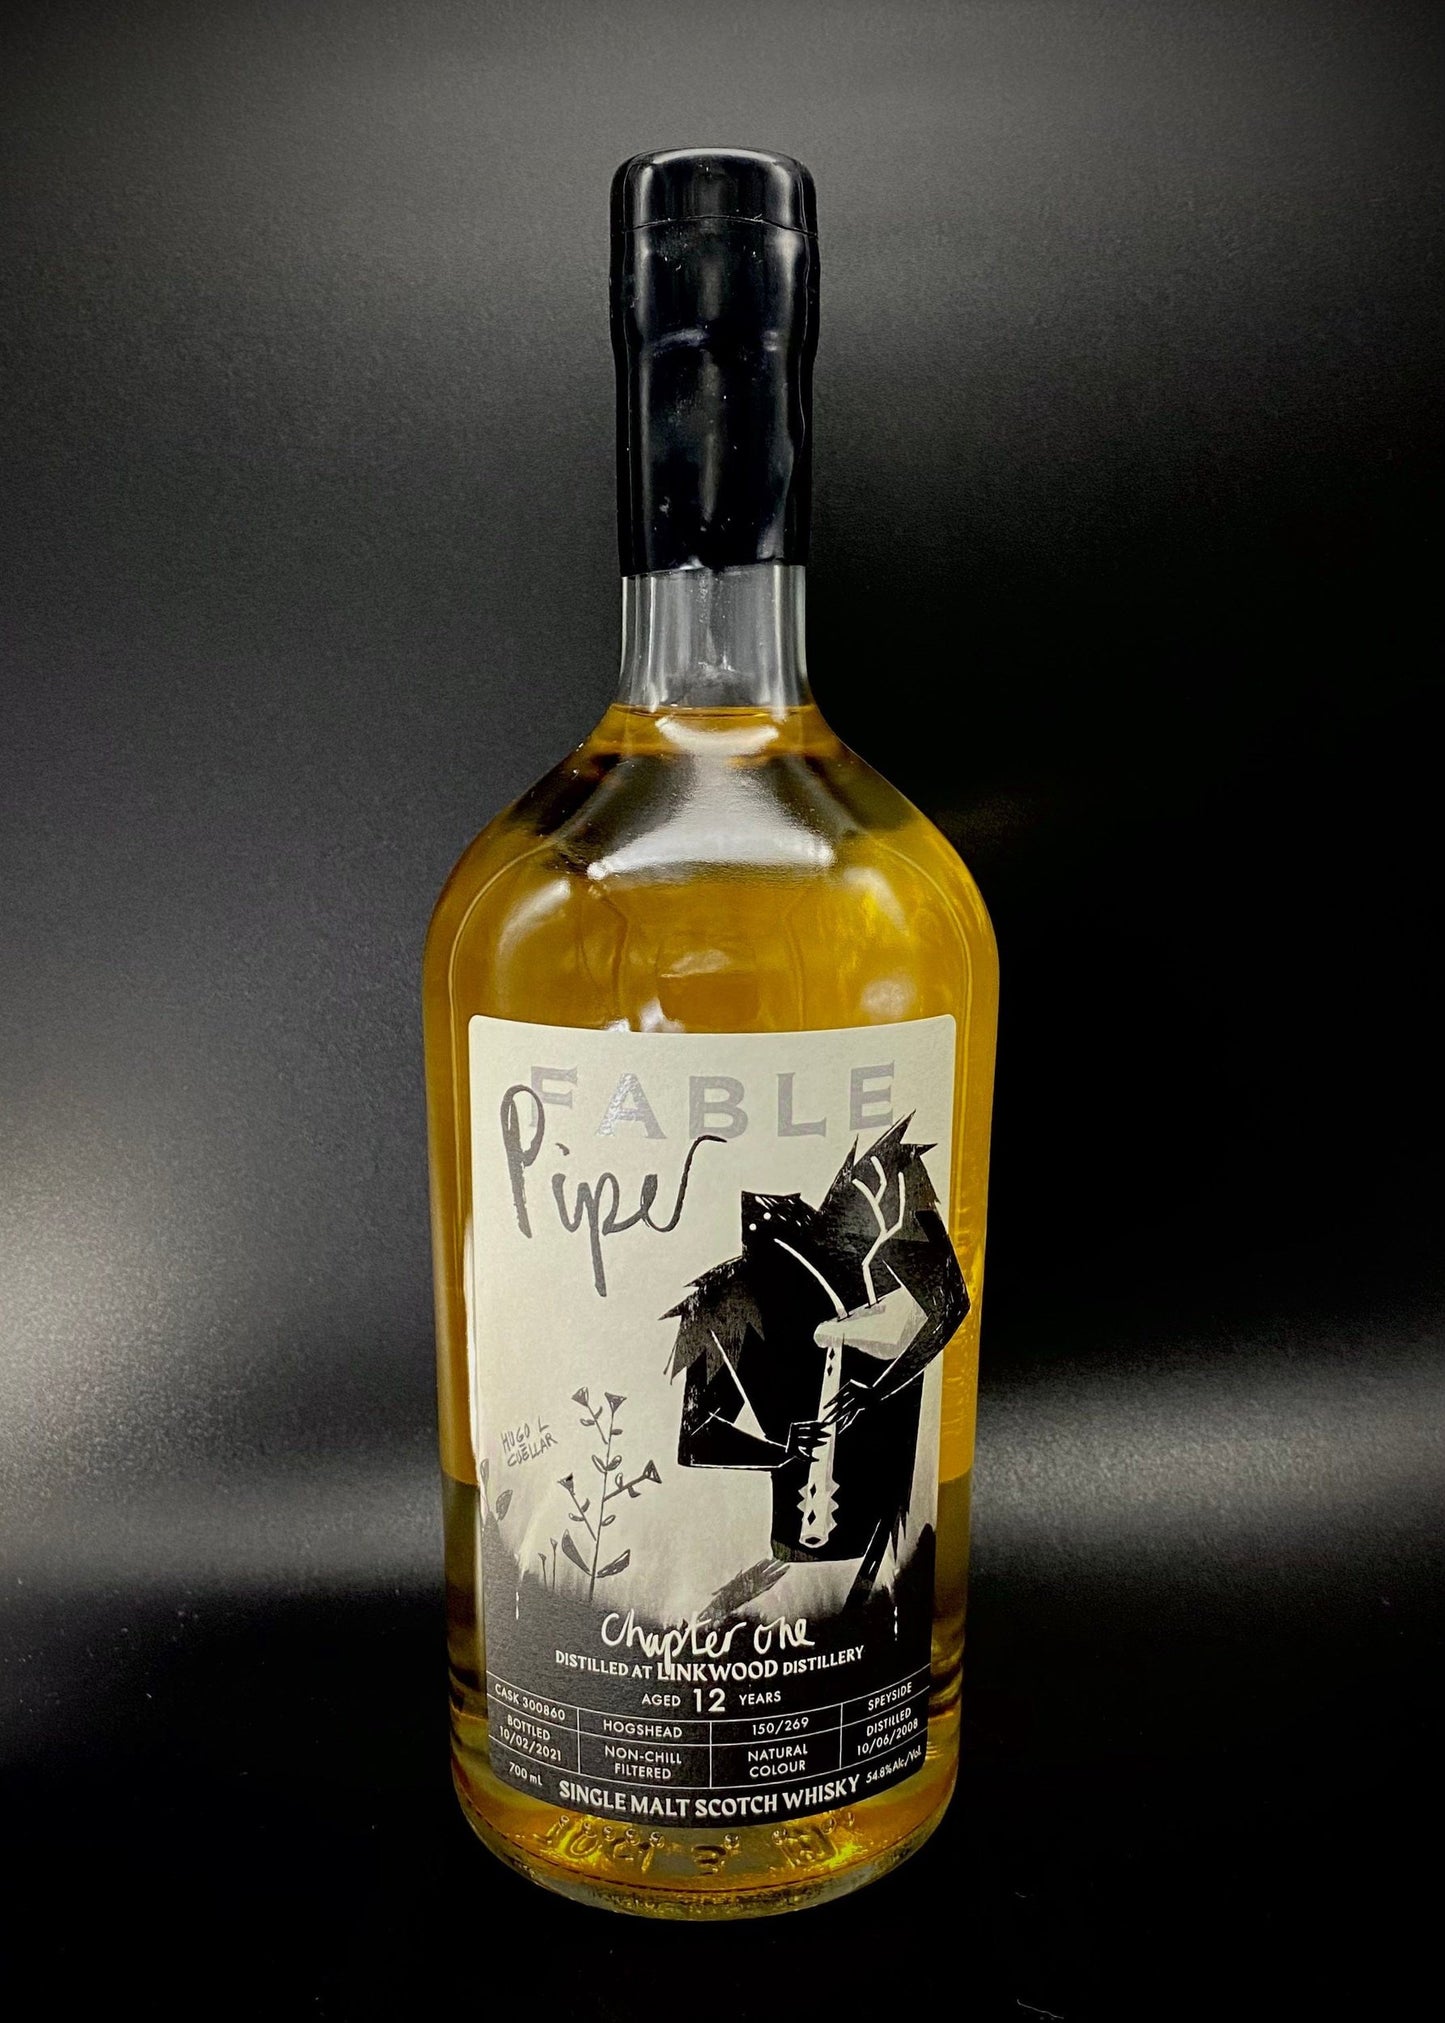 FABLE
Piper
HUGO L
CUËLLAR
Chapter one
DISTILLED AT LINKWOOD DISTILLERY
AGED 12 YEARS
CASK 300860
HOGSHEAD
150/269
SPEYSIDE
BOTTLED
10/02/2021
NON-CHILL
FILTERED
NATURAL
COLOUR
DISTILLED
10/06/2008
700 mL
SINGLE MALT SCOTCH WHISKY
54.8%Alc/Vol.